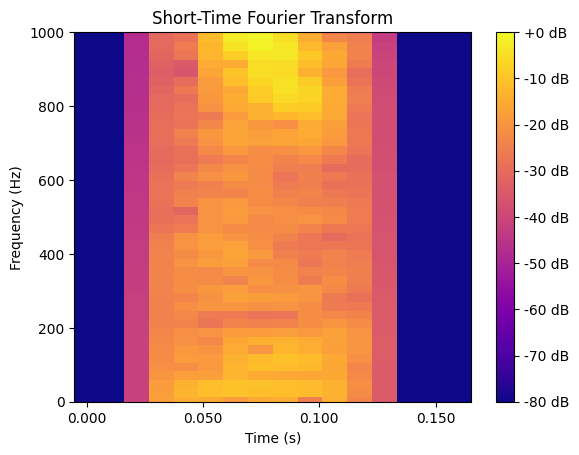 Short-Time Fourier Transform
1000
800
600
400
200
0
Frequency (Hz)
0.000
0.050
0.100
0.150
Time (s)
+0 dB
-10 dB
-20 dB
-30 dB
-40 dB
-50 dB
-60 dB
-70 dB
-80 dB